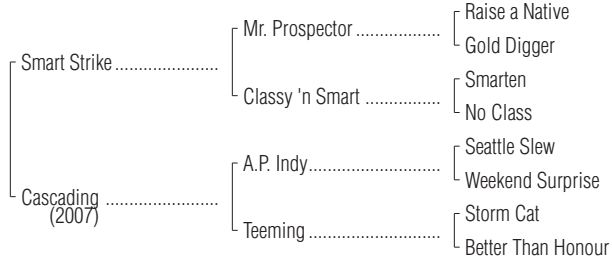 Raise a Native
Mr. Prospector ..................
Gold Digger
Smart Strike ......................
Smarten
Classy 'n Smart ................
No Class
Seattle Slew
A.P. Indy............................
Weekend Surprise
Cascading ........................
(2007)
Storm Cat
Teeming ............................
Better Than Honour